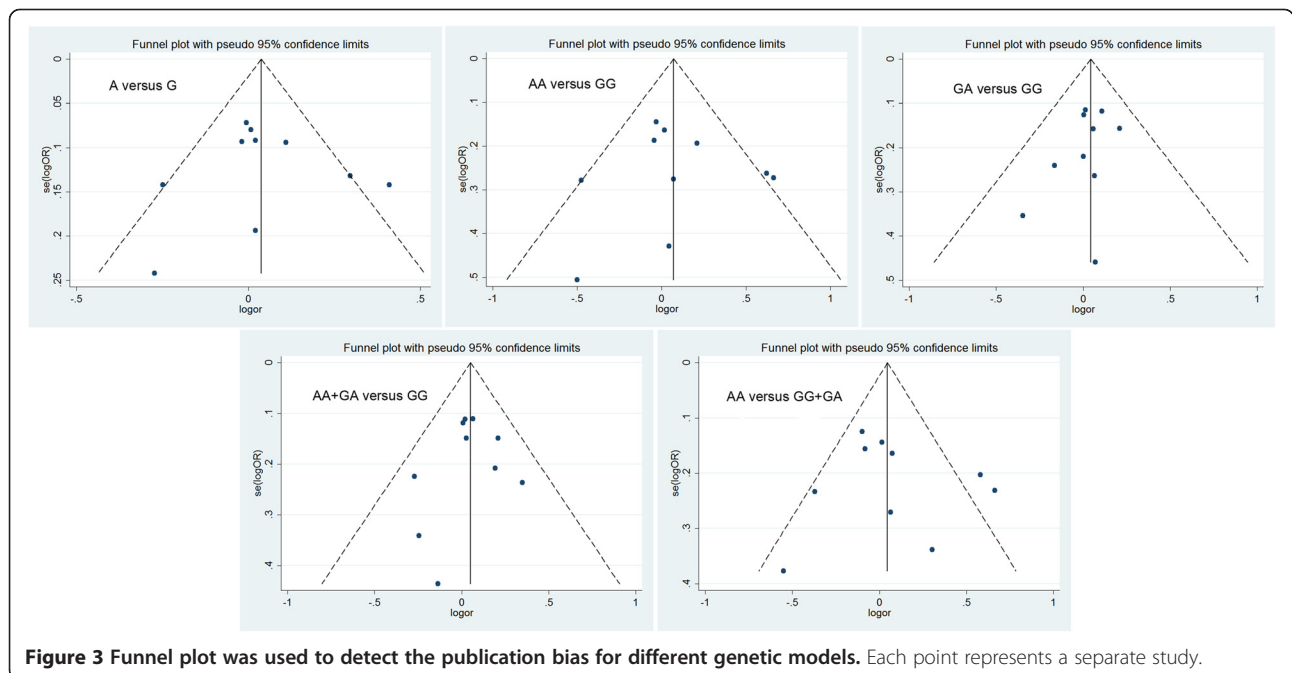 Funnel plot with pseudo 95% confidence limits
A versus G
0
.05
.1
.15
.2
.25
se(logOR)
-.5
0
.5
logor
Funnel plot with pseudo 95% confidence limits
AA versus GG
0
.1
.2
.3
.4
.5
se(logOR)
-1
-.5
0
.5
1
logor
Funnel plot with pseudo 95% confidence limits
GA versus GG
0
.1
.2
.3
.4
.5
se(logOR)
-1
-.5
0
.5
1
logor
Funnel plot with pseudo 95% confidence limits
AA+GA versus GG
0
.1
.2
.3
.4
se(logOR)
-1
-.5
0
.5
1
logor
Funnel plot with pseudo 95% confidence limits
AA versus GG+GA
0
.1
.2
.3
.4
se(logOR)
-1
-.5
0
.5
1
logor
Figure 3 Funnel plot was used to detect the publication bias for different genetic models. Each point represents a separate study.